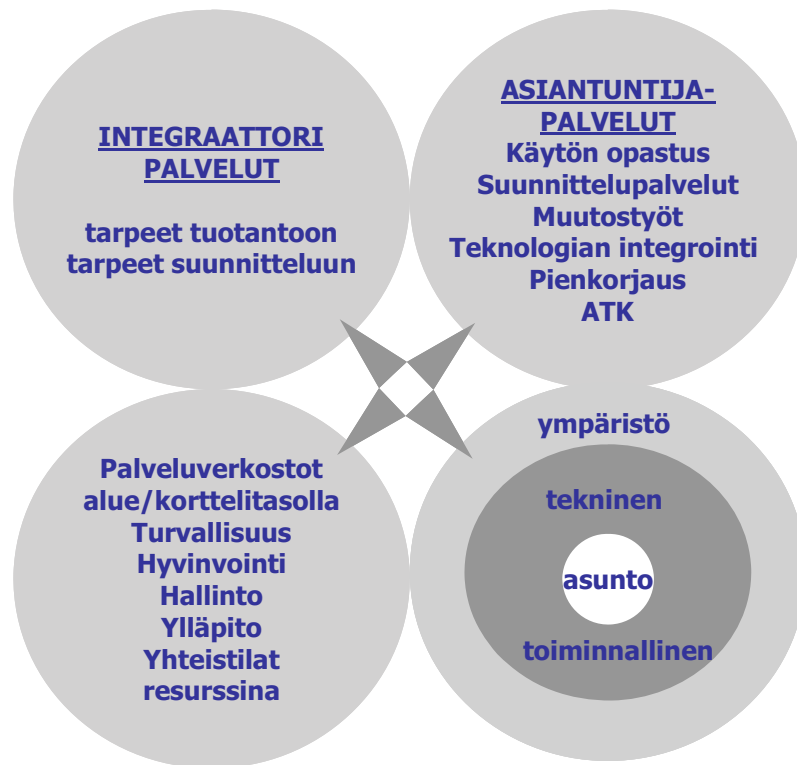 INTEGRAATTORI
PALVELUT
tarpeet tuotantoon
tarpeet suunnitteluun
ASIANTUNTIJA-
PALVELUT
Käytön opastus
Suunnittelupalvelut
Muutostyöt
Teknologian integrointi
Pienkorjaus
ATK
Palveluverkostot
alue/korttelitasolla
Turvallisuus
Hyvinvointi
Hallinto
Ylläpito
Yhteistilat
resurssina
ympäristö
tekninen
asunto
toiminnallinen